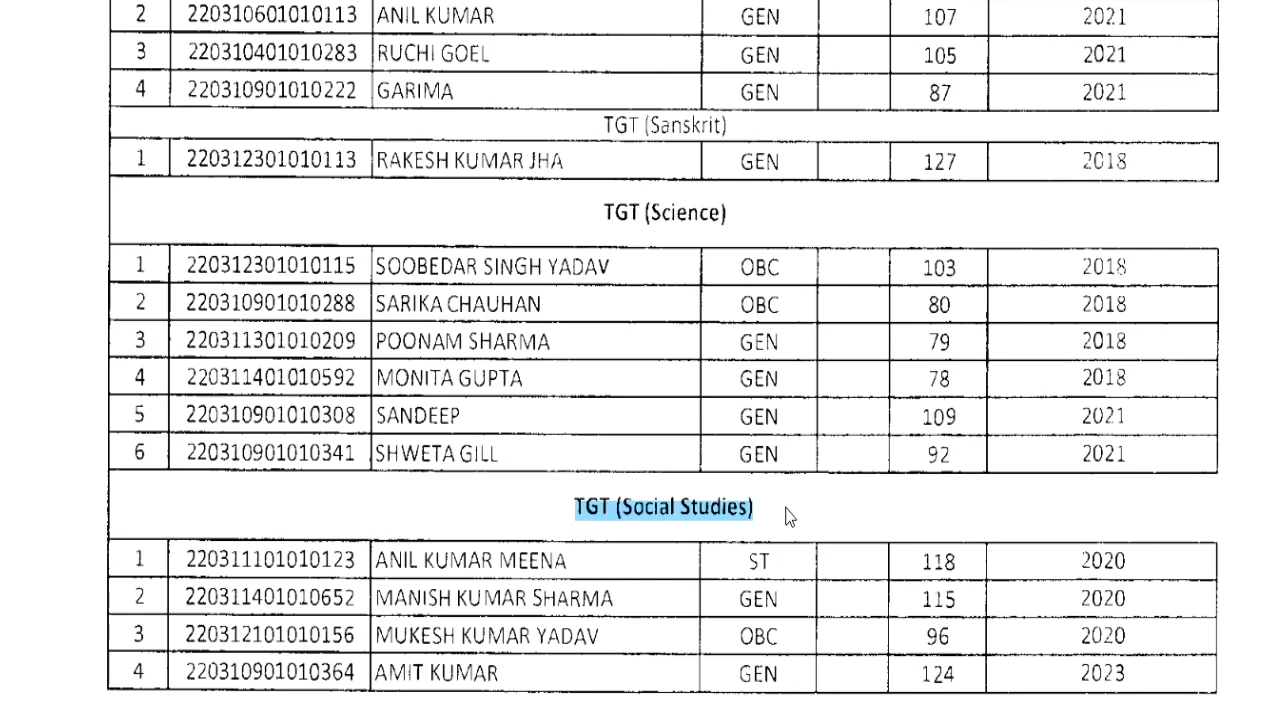 2 220310601010113 ANIL KUMAR GEN 107 2021
3 220310401010283 RUCHI GOEL GEN 105 2021
4 220310901010222 GARIMA GEN 87 2021
TGT (Sanskrit)
1 220312301010113 RAKESH KUMAR JHA GEN 127 2018
TGT (Science)
1 220312301010115 SOOBEDAR SINGH YADAV OBC 103 2018
2 220310901010288 SARIKA CHAUHAN OBC 80 2018
3 220311301010209 POONAM SHARMA GEN 79 2018
4 220311401010592 MONITA GUPTA GEN 78 2018
5 220310901010308 SANDEEP GEN 109 2021
6 220310901010341 SHWETA GILL GEN 92 2021
TGT (Social Studies)
1 220311101010123 ANIL KUMAR MEENA ST 118 2020
2 220311401010652 MANISH KUMAR SHARMA GEN 115 2020
3 220312101010156 MUKESH KUMAR YADAV OBC 96 2020
4 220310901010364 AMIT KUMAR GEN 124 2023